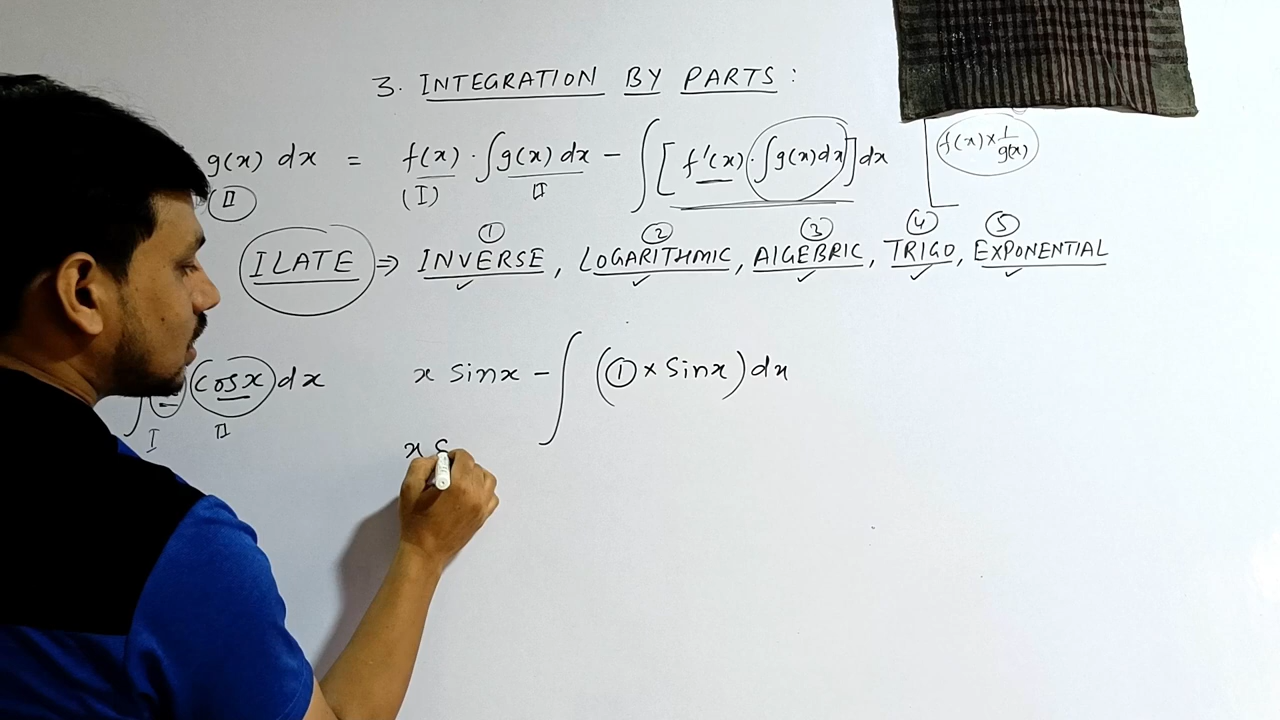 3. INTEGRATION BY PARTS :
g(x) dx = f(x) · ∫g(x) dx − ∫[f'(x) · ∫g(x)dx]dx f(x) × 1/g(x)
II (I) II
① ② ③ ④ ⑤
ILATE ⇒ INVERSE, LOGARITHMIC, ALGEBRIC, TRIGO, EXPONENTIAL
∫ cosx dx x sinx − ∫(① × sinx) dx
I II
x S